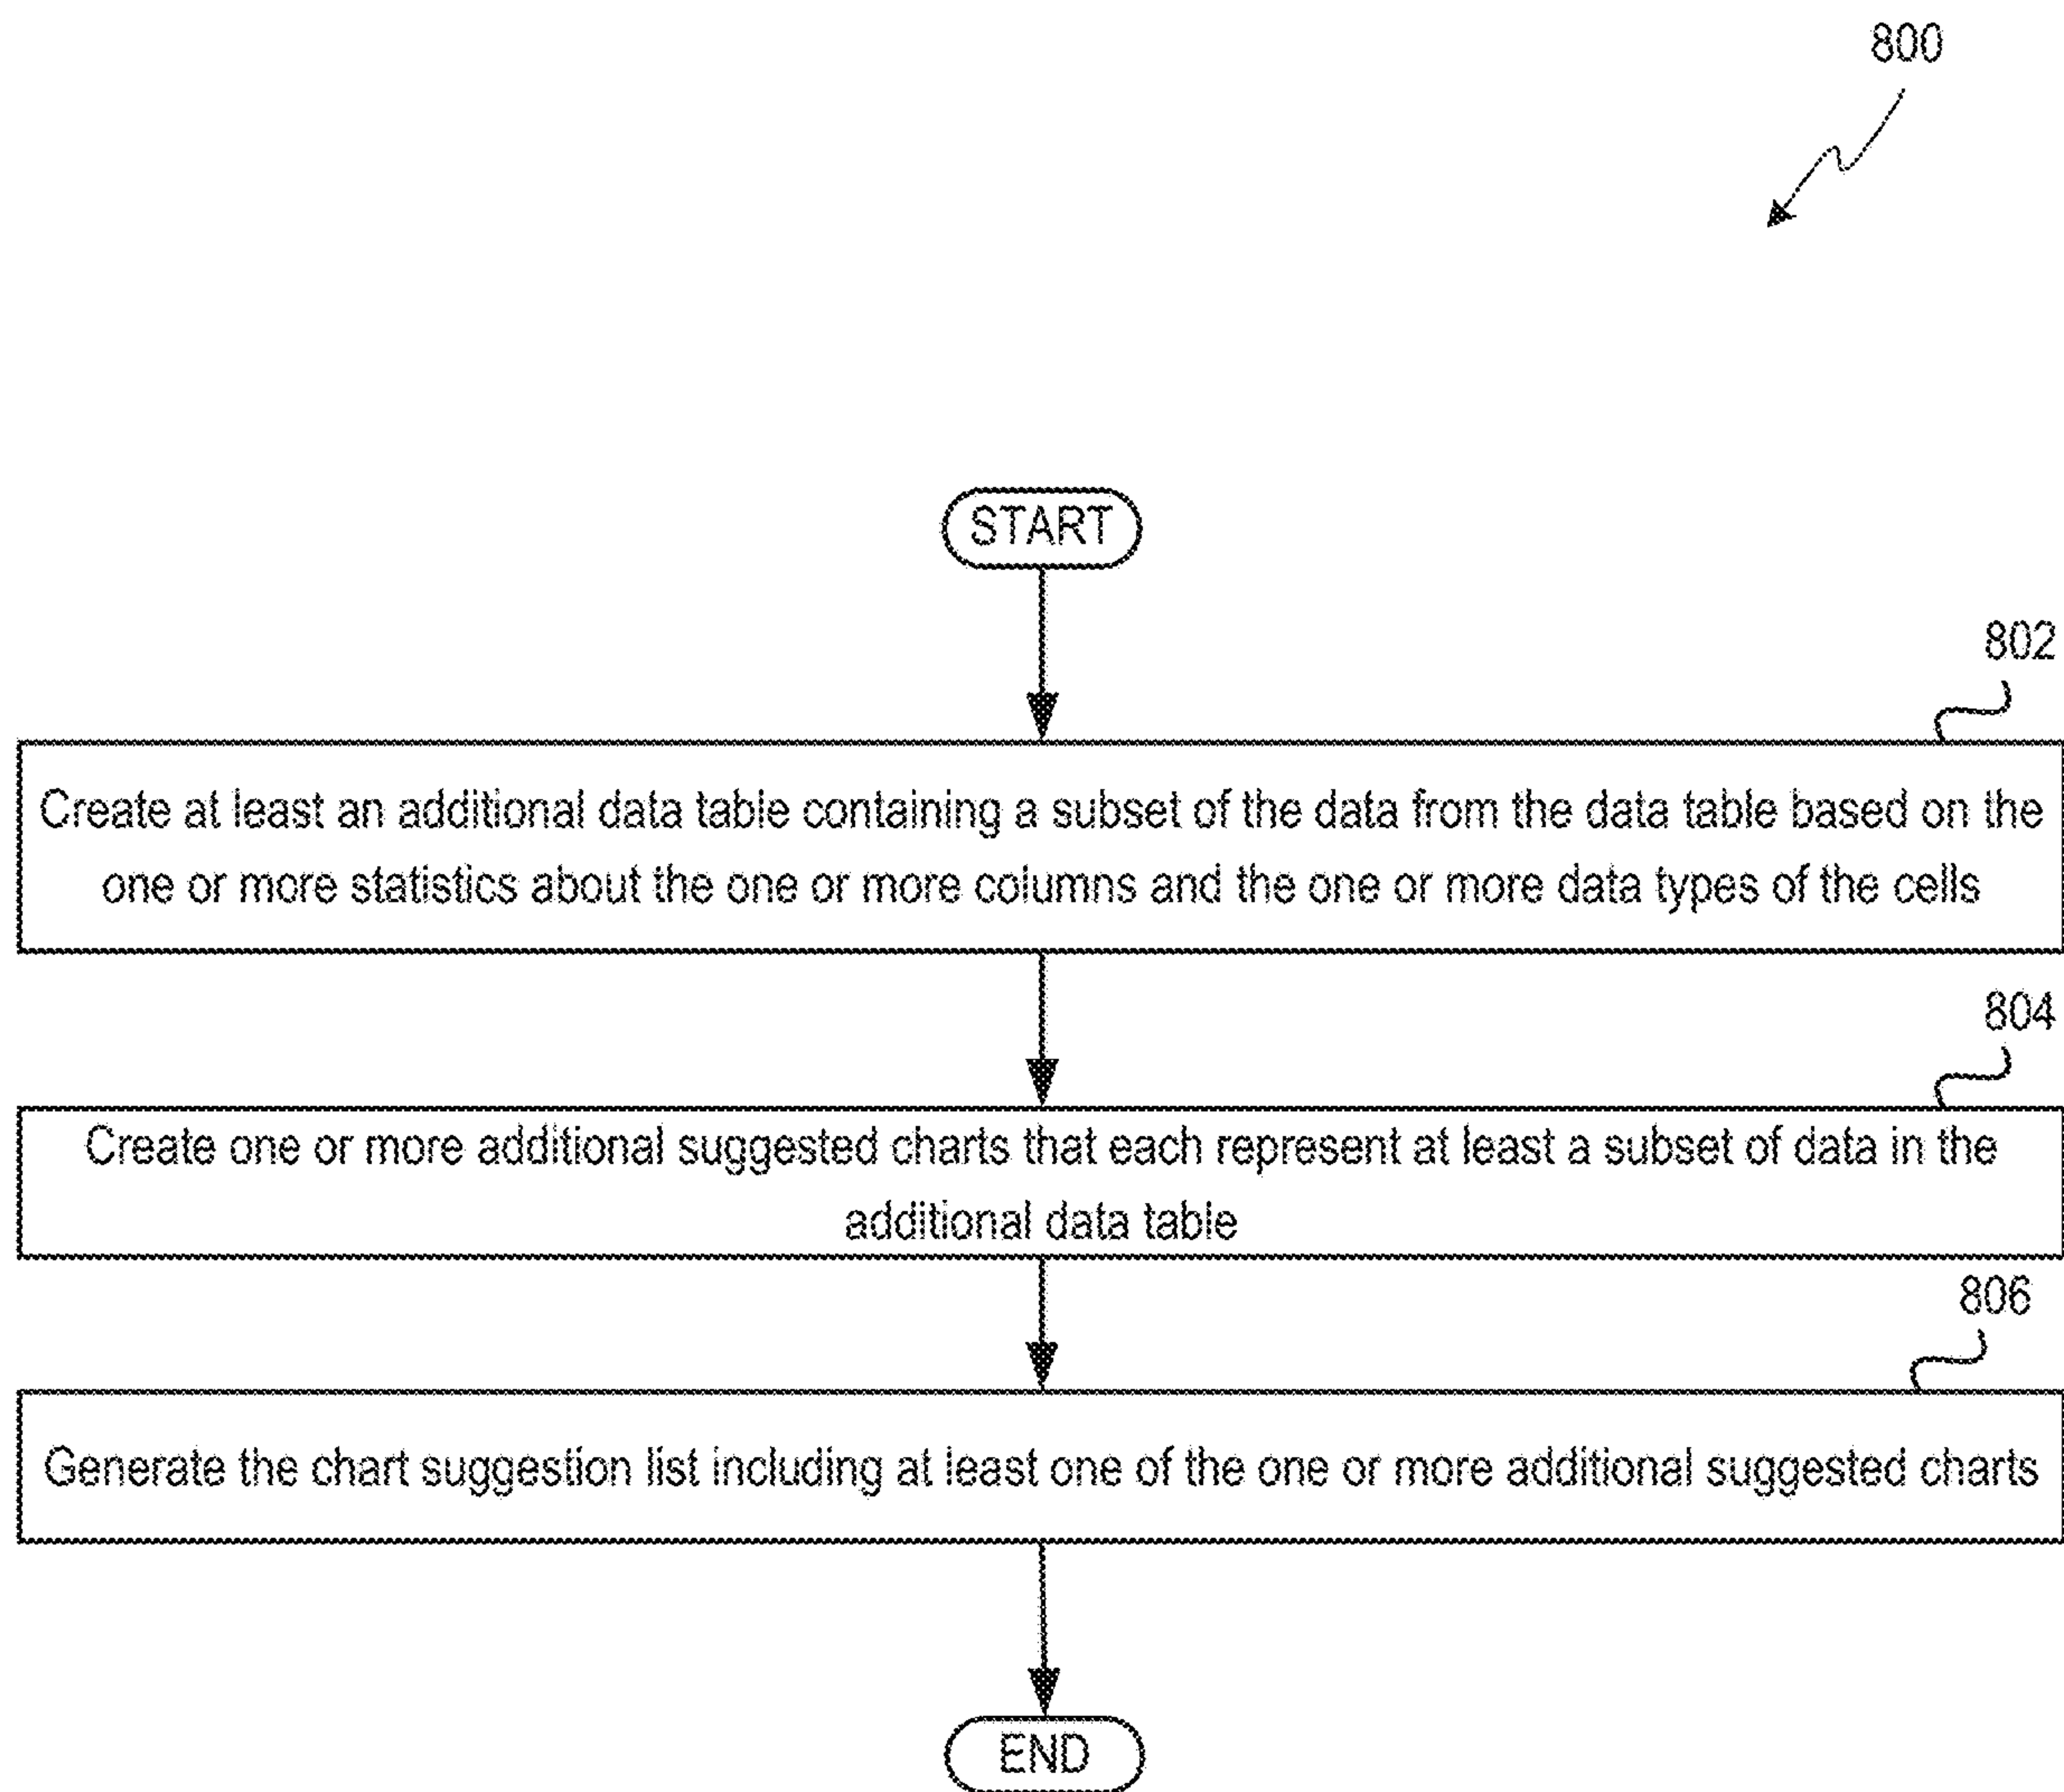 800
START
802
Create at least an additional data table containing a subset of the data from the data table based on the
one or more statistics about the one or more columns and the one or more data types of the cells
804
Create one or more additional suggested charts that each represent at least a subset of data in the
additional data table
806
Generate the chart suggestion list including at least one of the one or more additional suggested charts
END